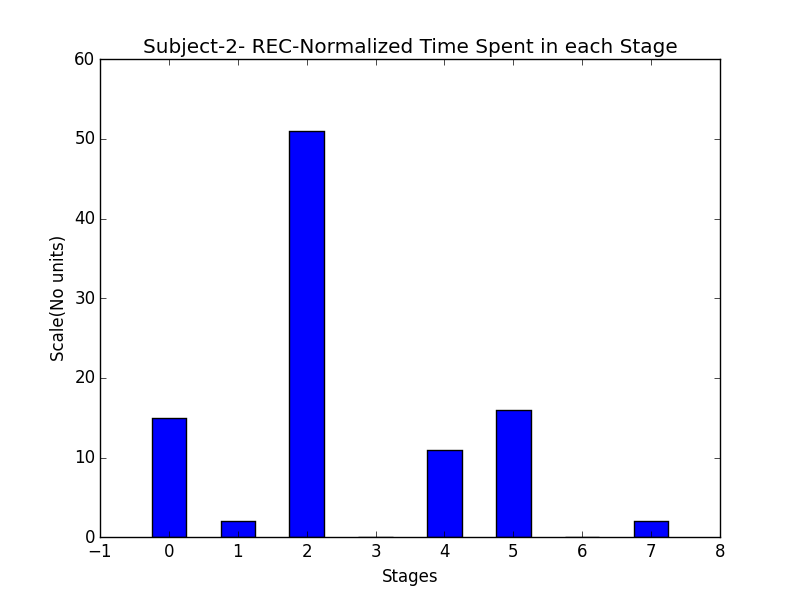 Subject-2- REC-Normalized Time Spent in each Stage
60
50
40
30
20
10
0
Scale(No units)
−1 0 1 2 3 4 5 6 7 8
Stages